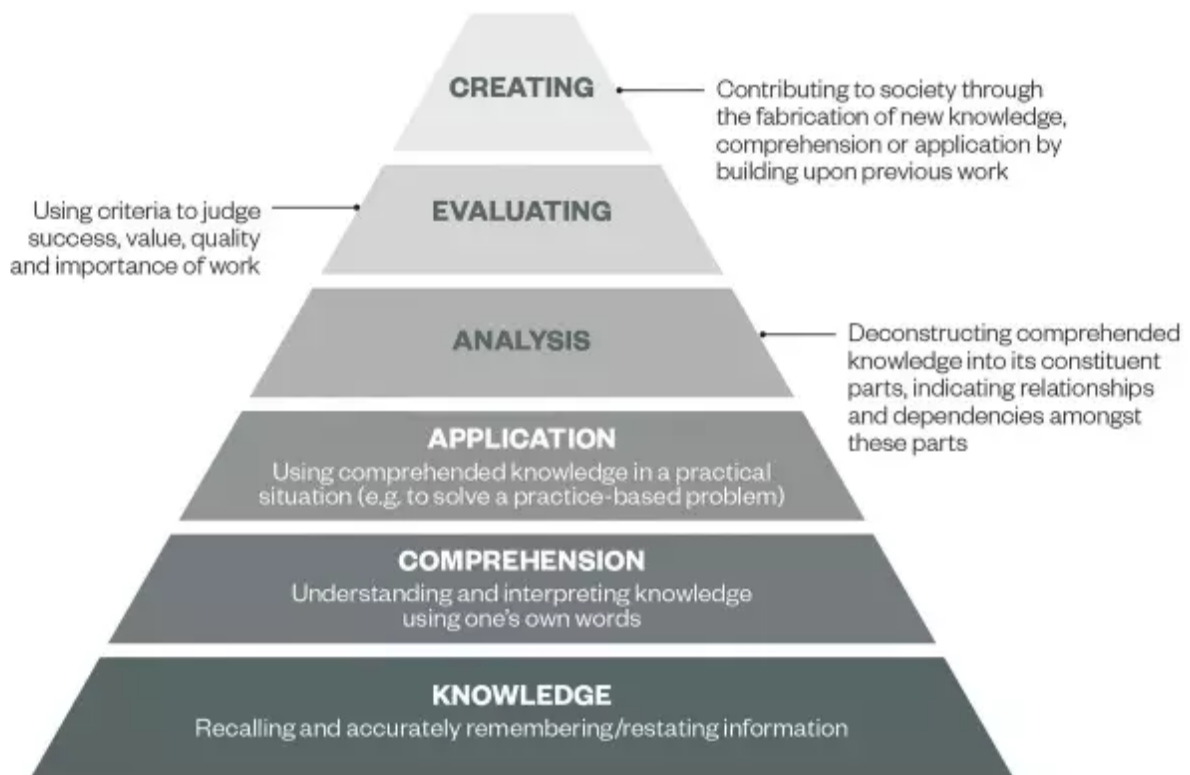 CREATING
Contributing to society through
the fabrication of new knowledge,
comprehension or application by
building upon previous work
Using criteria to judge
success, value, quality
and importance of work
EVALUATING
ANALYSIS
Deconstructing comprehended
knowledge into its constituent
parts, indicating relationships
and dependencies amongst
these parts
APPLICATION
Using comprehended knowledge in a practical
situation (e.g. to solve a practice-based problem)
COMPREHENSION
Understanding and interpreting knowledge
using one's own words
KNOWLEDGE
Recalling and accurately remembering/restating information